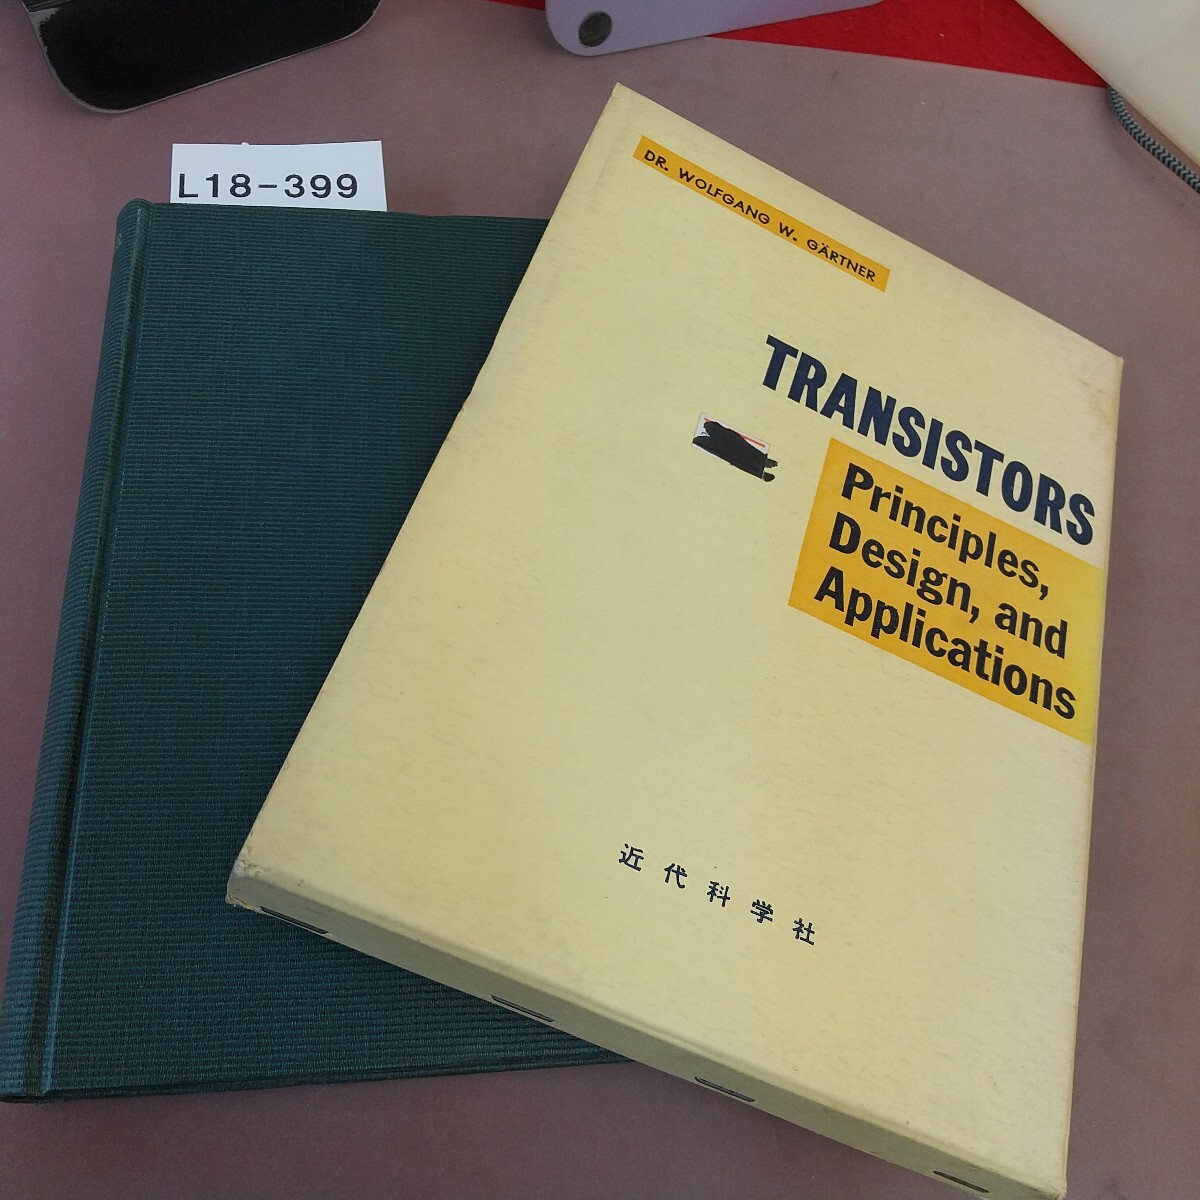 L18-399
DR. WOLFGANG W. GÄRTNER
TRANSISTORS
Principles,
Design, and
Applications
近代科学社